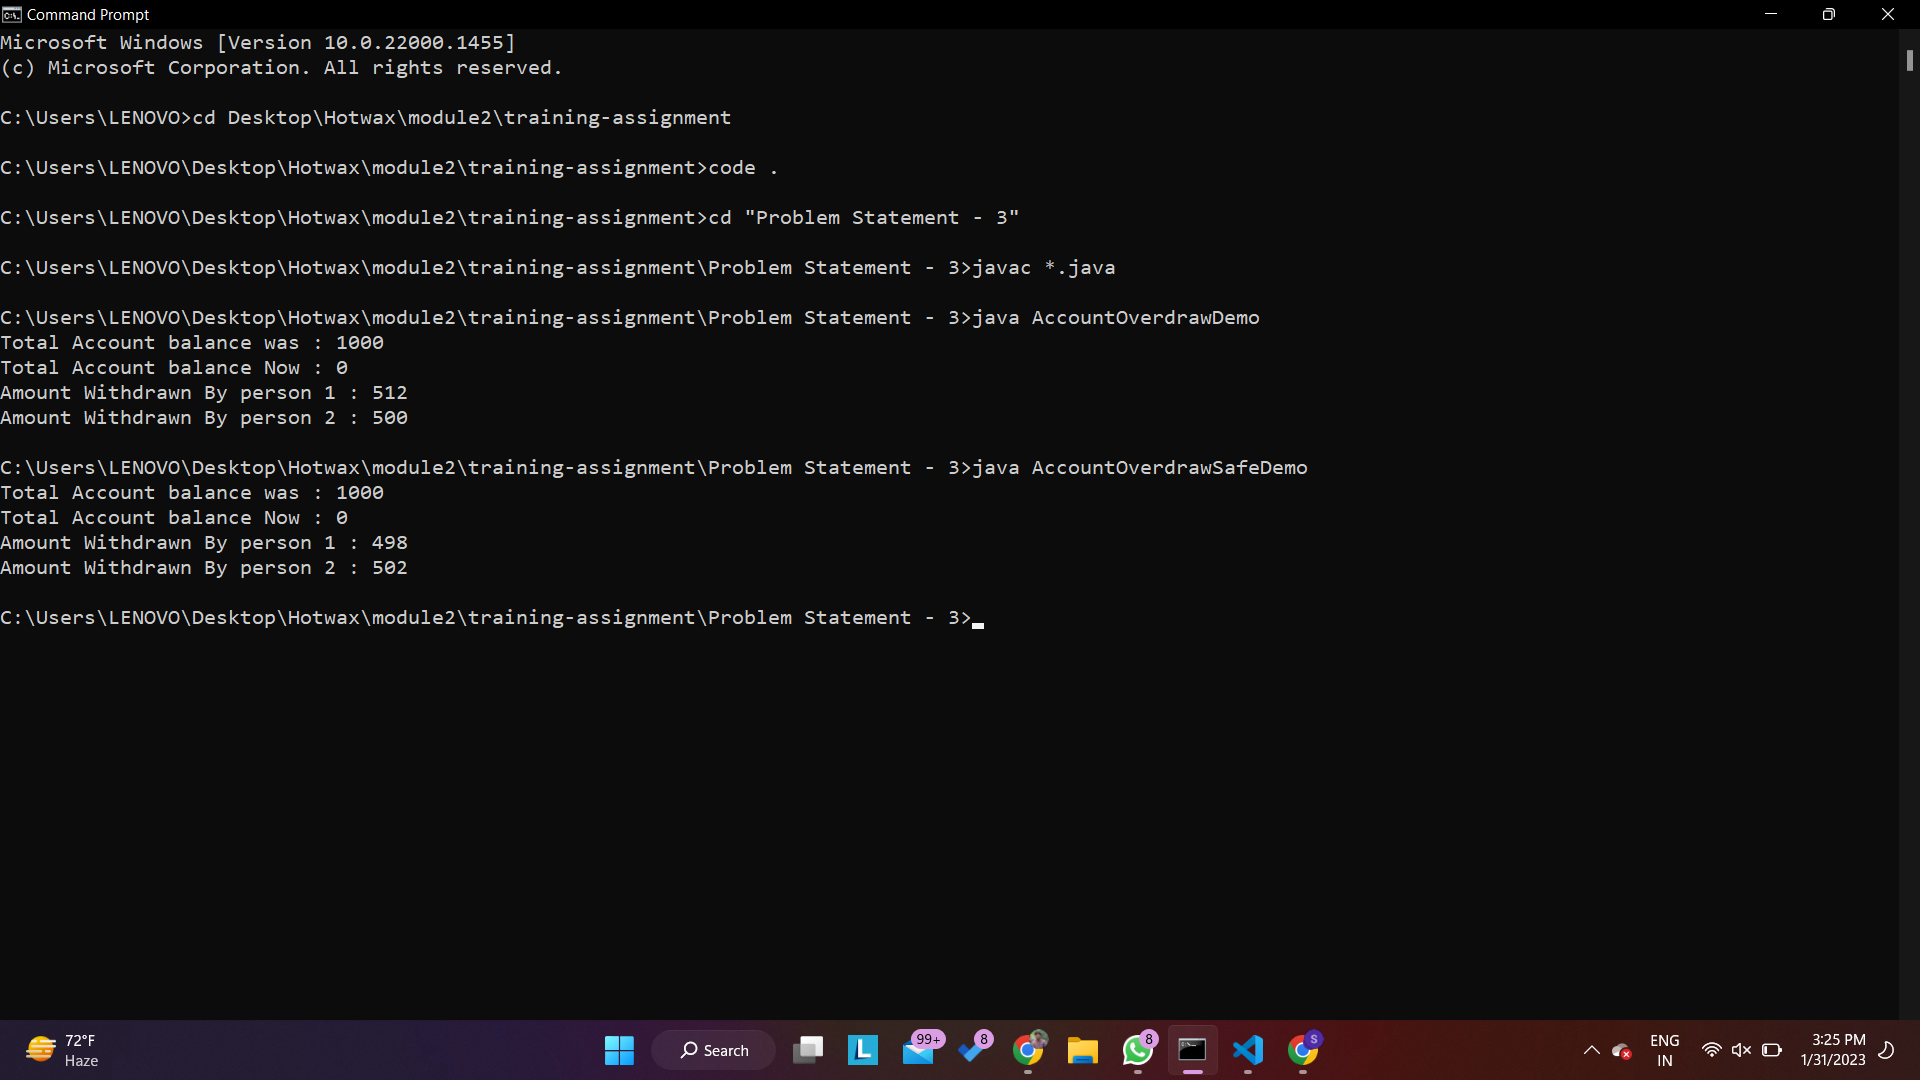 Command Prompt
Microsoft Windows [Version 10.0.22000.1455]
(c) Microsoft Corporation. All rights reserved.
C:\Users\LENOVO>cd Desktop\Hotwax\module2\training-assignment
C:\Users\LENOVO\Desktop\Hotwax\module2\training-assignment>code .
C:\Users\LENOVO\Desktop\Hotwax\module2\training-assignment>cd "Problem Statement - 3"
C:\Users\LENOVO\Desktop\Hotwax\module2\training-assignment\Problem Statement - 3>javac *.java
C:\Users\LENOVO\Desktop\Hotwax\module2\training-assignment\Problem Statement - 3>java AccountOverdrawDemo
Total Account balance was : 1000
Total Account balance Now : 0
Amount Withdrawn By person 1 : 512
Amount Withdrawn By person 2 : 500
C:\Users\LENOVO\Desktop\Hotwax\module2\training-assignment\Problem Statement - 3>java AccountOverdrawSafeDemo
Total Account balance was : 1000
Total Account balance Now : 0
Amount Withdrawn By person 1 : 498
Amount Withdrawn By person 2 : 502
C:\Users\LENOVO\Desktop\Hotwax\module2\training-assignment\Problem Statement - 3>
72°F
Haze
Search
L
99+
8
8
S
ENG
IN
3:25 PM
1/31/2023